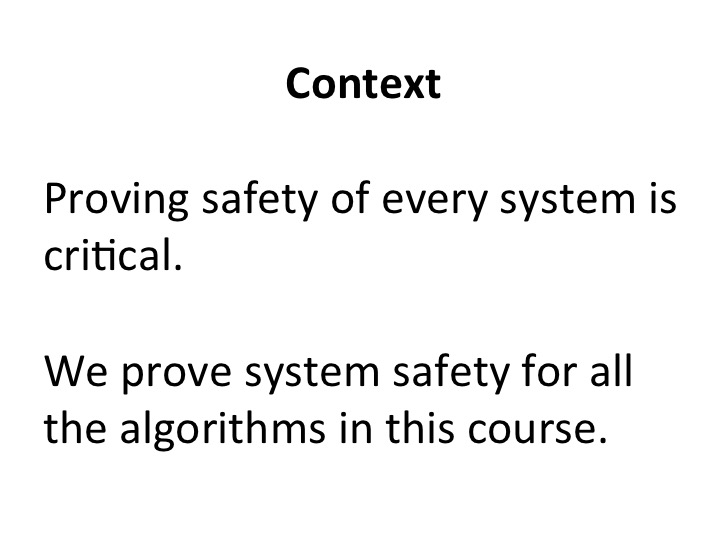 Context
Proving safety of every system is
critical.
We prove system safety for all
the algorithms in this course.